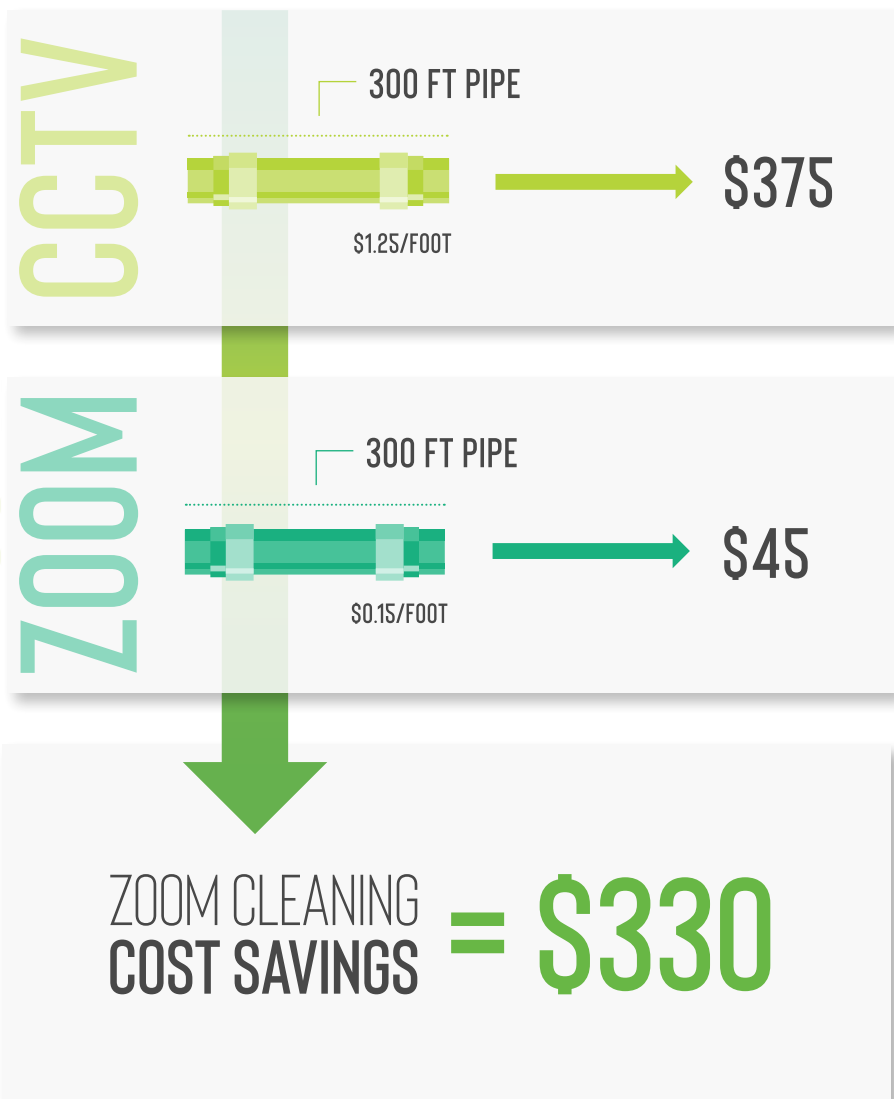 CCTV
300 FT PIPE
$1.25/FOOT
$375
ZOOM
300 FT PIPE
$0.15/FOOT
$45
ZOOM CLEANING
COST SAVINGS
= $330